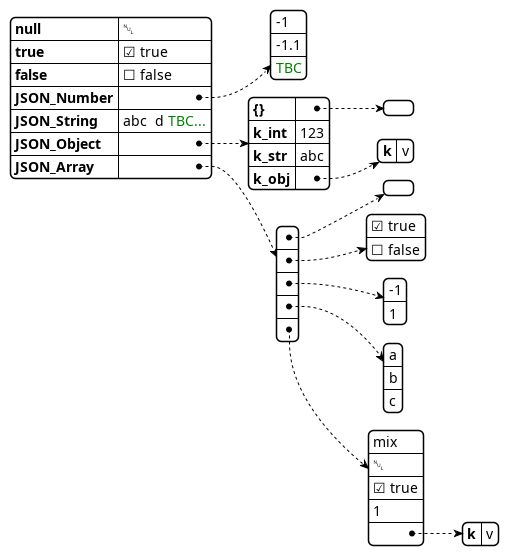 null ␀
true ☑ true
false ☐ false
JSON_Number
JSON_String abc  d TBC...
JSON_Object
JSON_Array
-1
-1.1
TBC
{}
k_int 123
k_str abc
k_obj
k v
☑ true
☐ false
-1
1
a
b
c
mix
␀
☑ true
1
k v